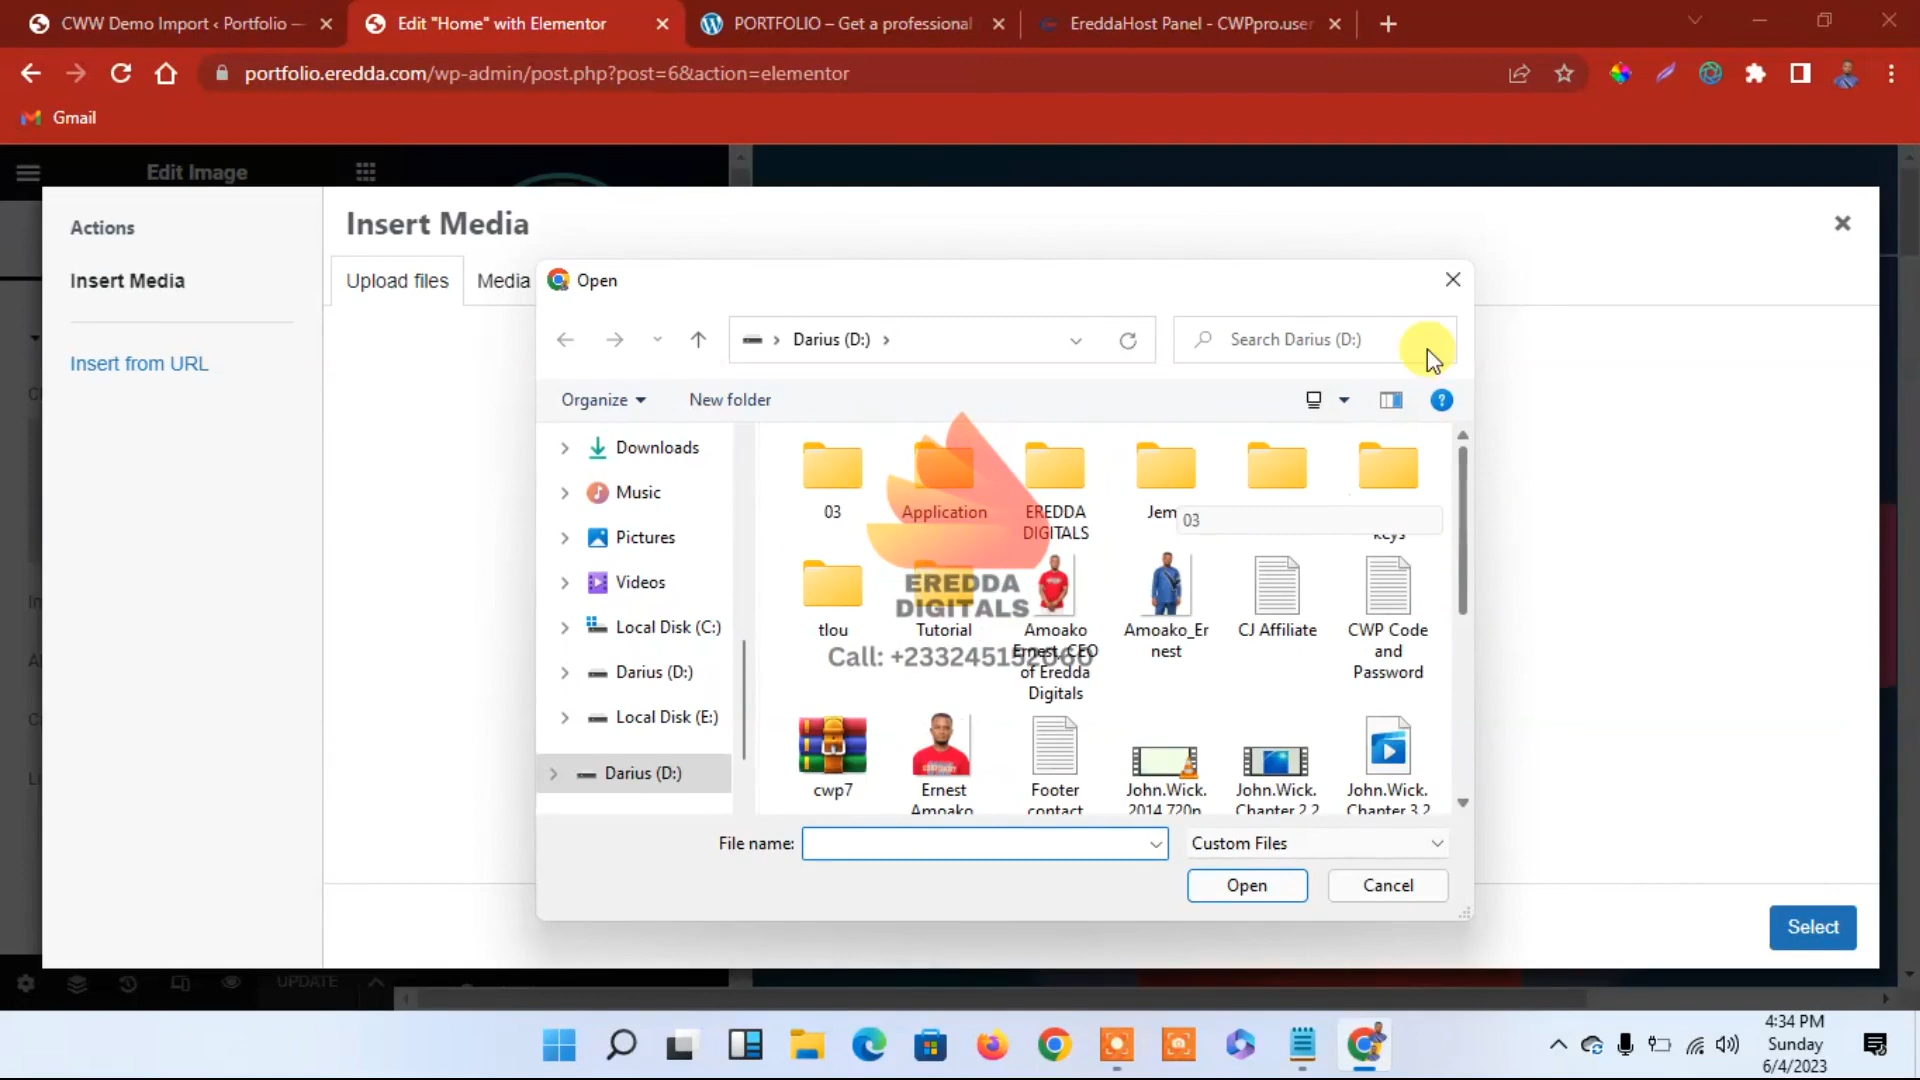 CWW Demo Import ‹ Portfolio —
Edit "Home" with Elementor
PORTFOLIO – Get a professional
EreddaHost Panel - CWPpro.user
portfolio.eredda.com/wp-admin/post.php?post=6&action=elementor
Gmail
Edit Image
Actions
Insert Media
Insert from URL
Insert Media
Upload files
Media
Open
Darius (D:)
Search Darius (D:)
Organize
New folder
Downloads
Music
Pictures
Videos
Local Disk (C:)
Darius (D:)
Local Disk (E:)
Darius (D:)
03
Application
EREDDA
DIGITALS
Jem
03
keys
tlou
Tutorial
Amoako
Ernest, CEO
of Eredda
Digitals
Amoako_Er
nest
CJ Affiliate
CWP Code
and
Password
EREDDA
DIGITALS
Call: +233245152060
cwp7
Ernest
Amoako
Footer
contact
John.Wick.
2014.720p
John.Wick.
Chapter 2.2
John.Wick.
Chapter 3.2
File name:
Custom Files
Open
Cancel
Select
UPDATE
4:34 PM
Sunday
6/4/2023